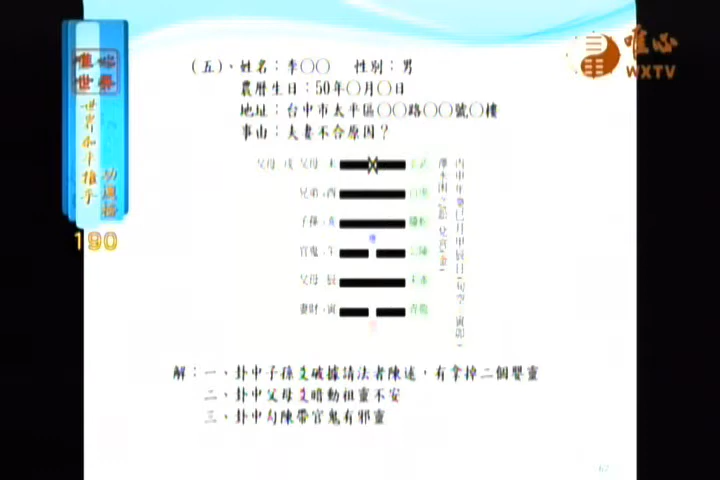 唯心
WXTV
唯心
世界
世界和平推手
190
(五)、姓名：李〇〇　性別：男
農曆生日：50年〇月〇日
地址：台中市太平區〇〇路〇〇號〇樓
事由：夫妻不合原因？
父母 戌 父母 未
兄弟 酉
子孫 亥
官鬼 午
父母 辰
妻財 寅 青龍
解：一、卦中子孫爻破據請法者陳述，有拿掉二個嬰靈
二、卦中父母爻暗動祖靈不安
三、卦中勾陳帶官鬼有邪靈
67